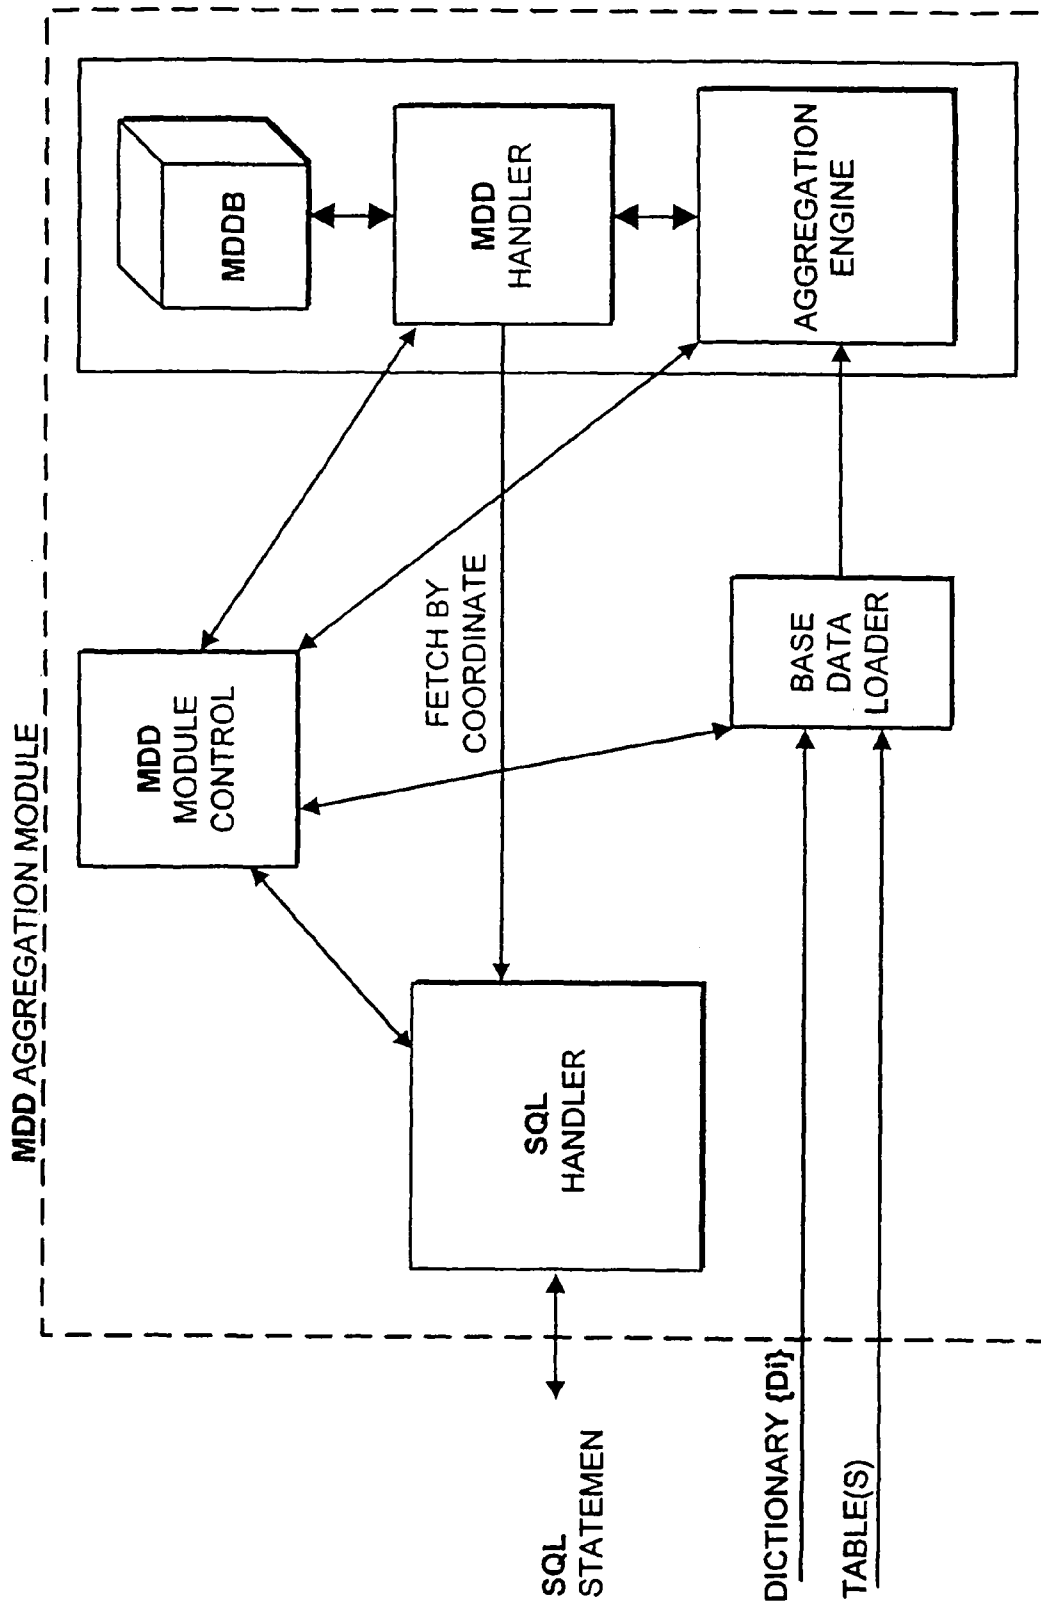 MDD AGGREGATION MODULE
MDDB
MDD
HANDLER
AGGREGATION
ENGINE
MDD
MODULE
CONTROL
FETCH BY
COORDINATE
BASE
DATA
LOADER
SQL
HANDLER
SQL
STATEMEN
DICTIONARY {Di}
TABLE(S)